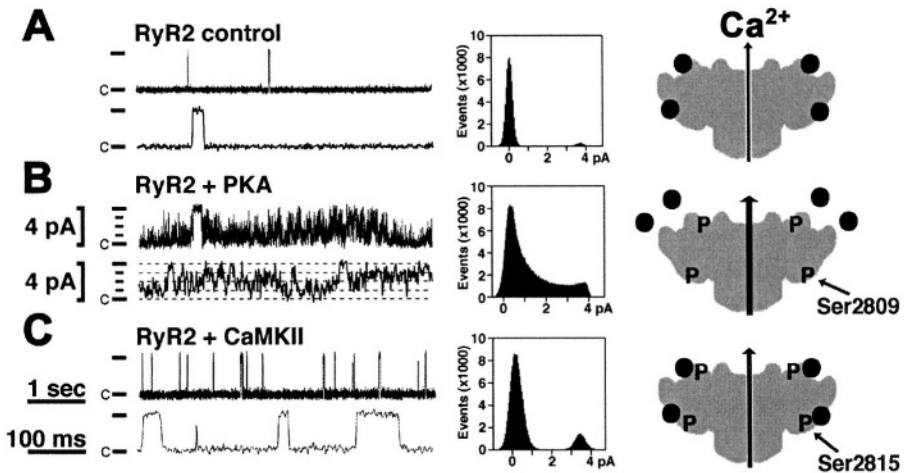 A
RyR2 control
C
C
Events (x1000)
10
8
6
4
2
0
0 2 4 pA
Ca2+
B
RyR2 + PKA
4 pA
C
4 pA
C
Events (x1000)
10
8
6
4
2
0
0 2 4 pA
P P
P P
Ser2809
C
RyR2 + CaMKII
1 sec
C
100 ms
C
Events (x1000)
10
8
6
4
2
0
0 2 4 pA
P P
P P
Ser2815